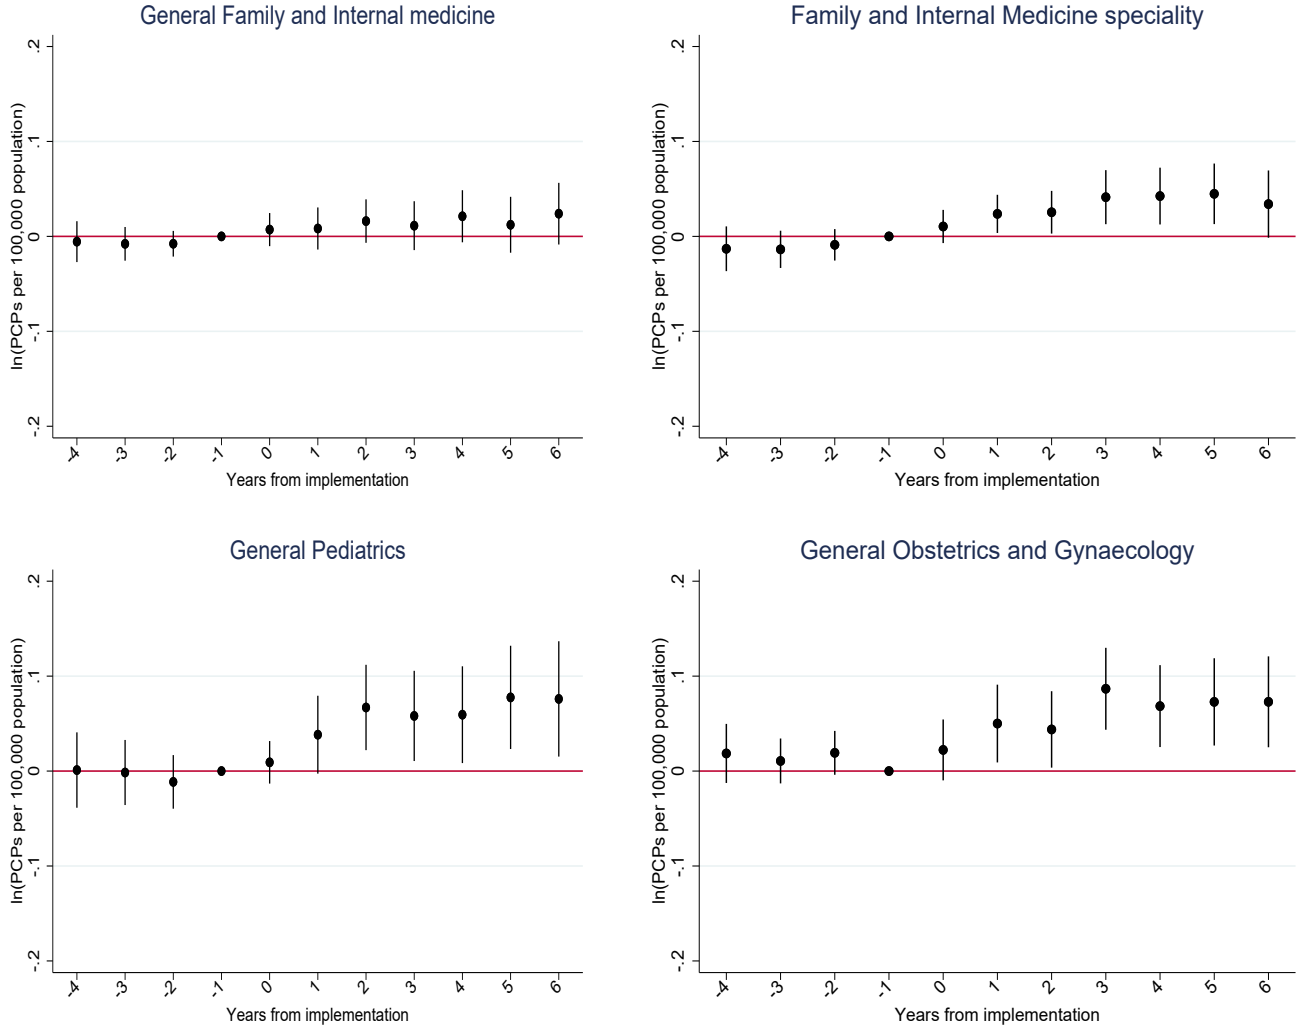 General Family and Internal medicine
ln(PCPs per 100,000 population)
.2
.1
0
-.1
-.2
-4 -3 -2 -1 0 1 2 3 4 5 6
Years from implementation
Family and Internal Medicine speciality
ln(PCPs per 100,000 population)
.2
.1
0
-.1
-.2
-4 -3 -2 -1 0 1 2 3 4 5 6
Years from implementation
General Pediatrics
ln(PCPs per 100,000 population)
.2
.1
0
-.1
-.2
-4 -3 -2 -1 0 1 2 3 4 5 6
Years from implementation
General Obstetrics and Gynaecology
ln(PCPs per 100,000 population)
.2
.1
0
-.1
-.2
-4 -3 -2 -1 0 1 2 3 4 5 6
Years from implementation